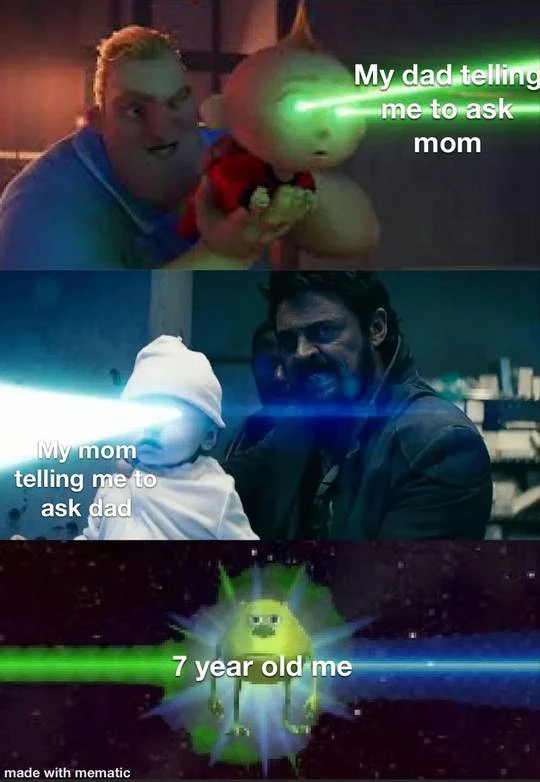 My dad telling
me to ask
mom
My mom
telling me to
ask dad
7 year old me
made with mematic